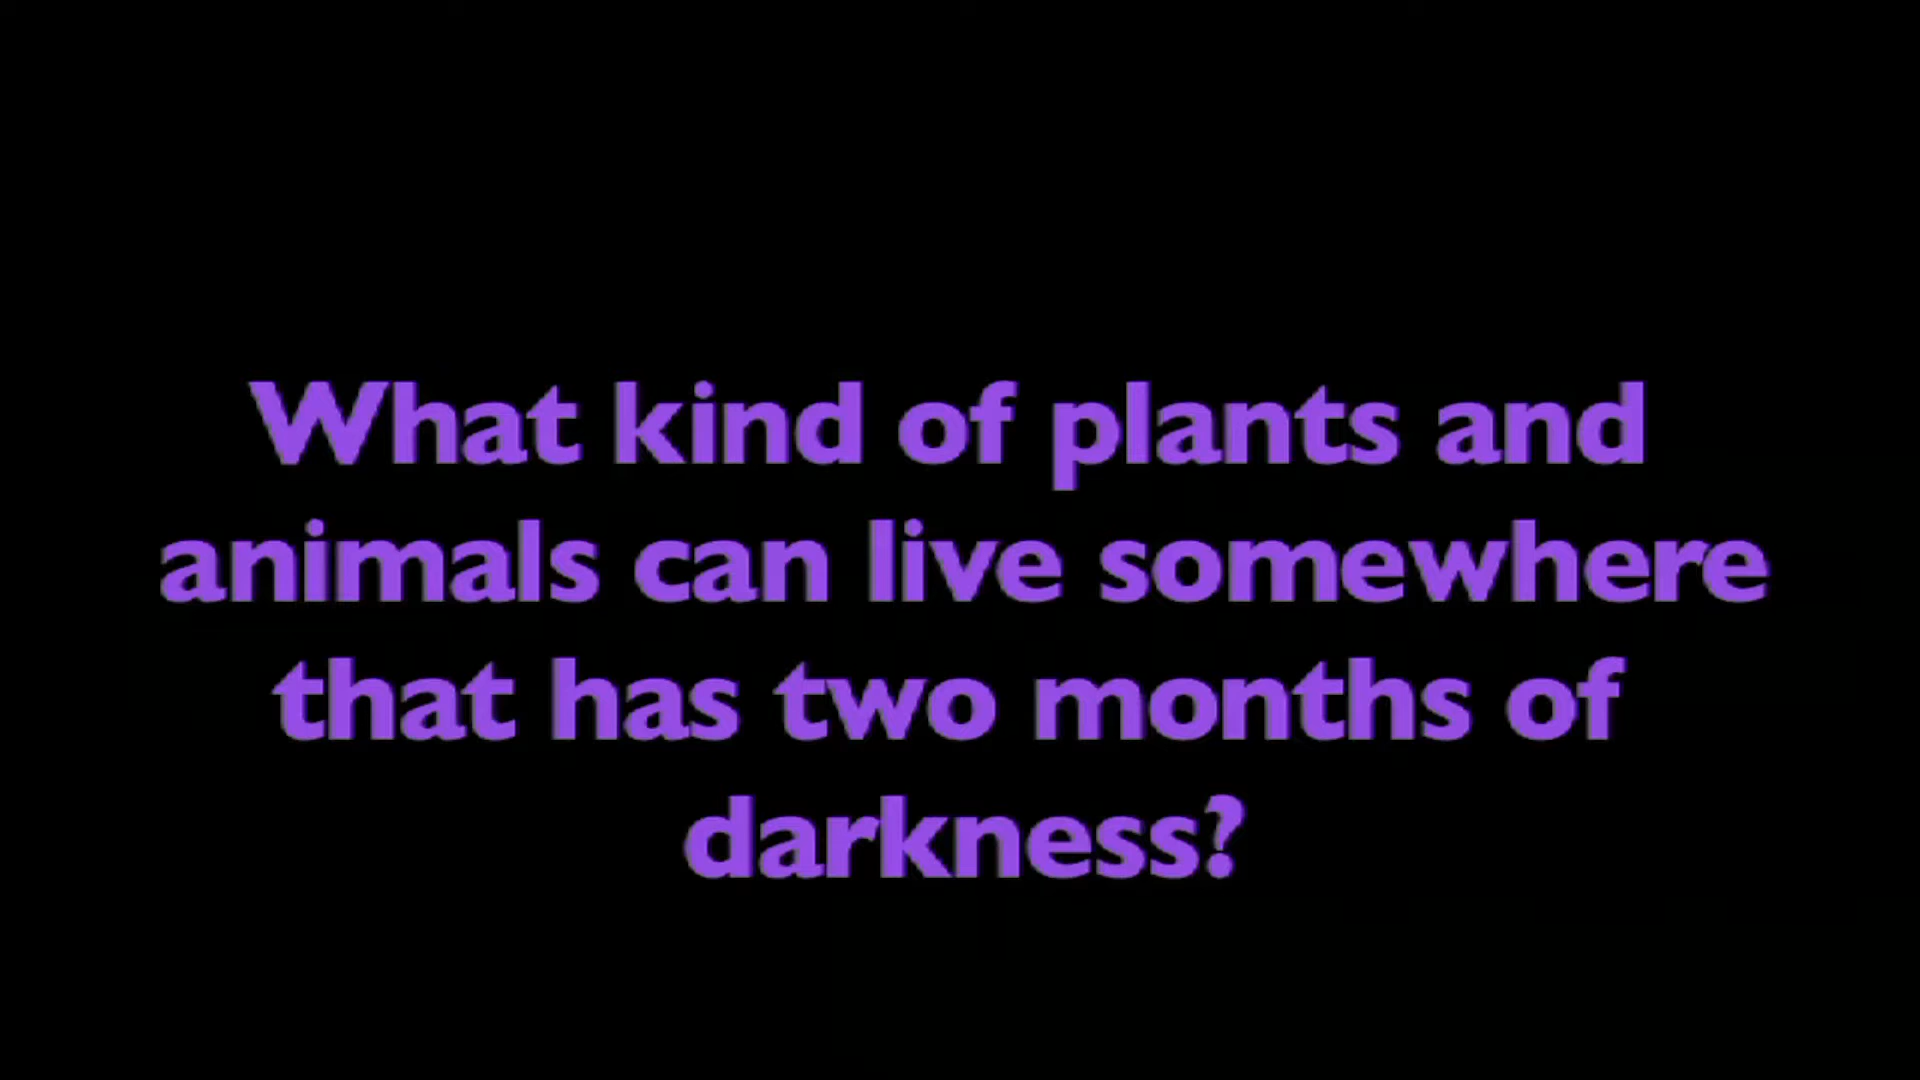 What kind of plants and
animals can live somewhere
that has two months of
darkness?